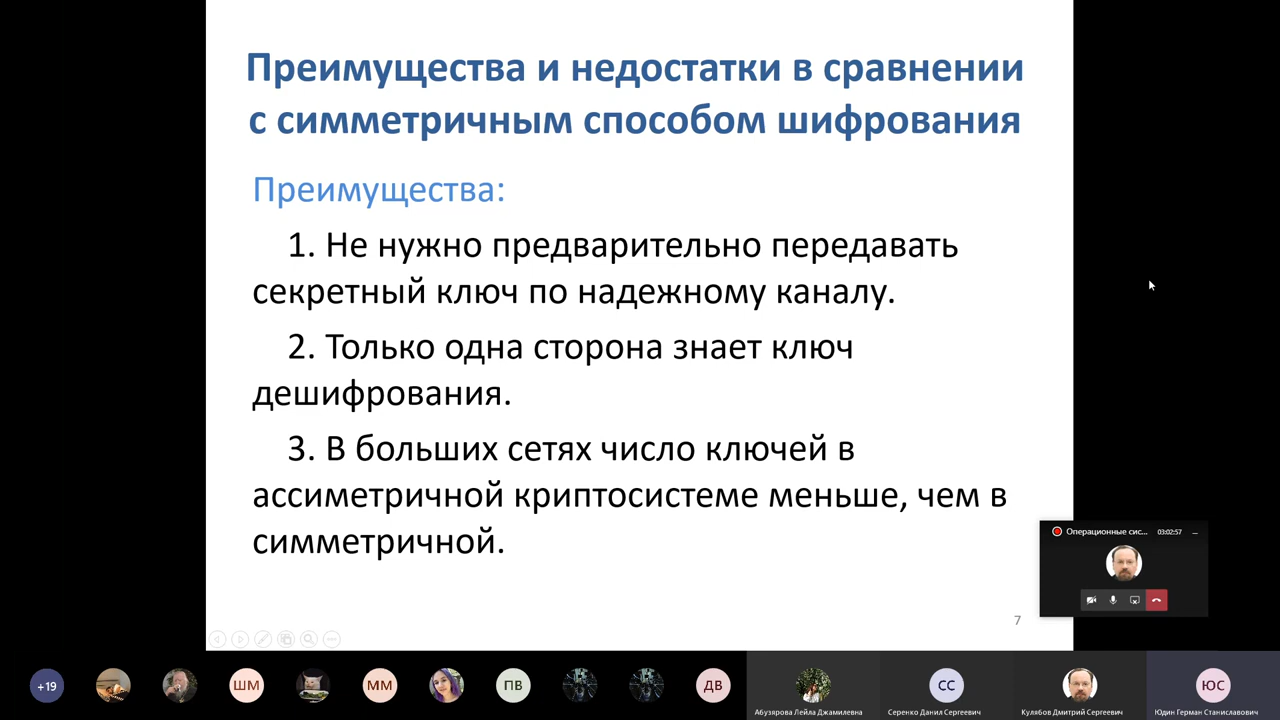 Преимущества и недостатки в сравнении
с симметричным способом шифрования
Преимущества:
1. Не нужно предварительно передавать
секретный ключ по надежному каналу.
2. Только одна сторона знает ключ
дешифрования.
3. В больших сетях число ключей в
ассиметричной криптосистеме меньше, чем в
симметричной.
7
Операционные сис... 03:02:57
+19 ШМ ММ ПВ ДВ СС ЮС
Абузярова Лейла Джамилевна Серенко Данил Сергеевич Кулябов Дмитрий Сергеевич Юдин Герман Станиславович